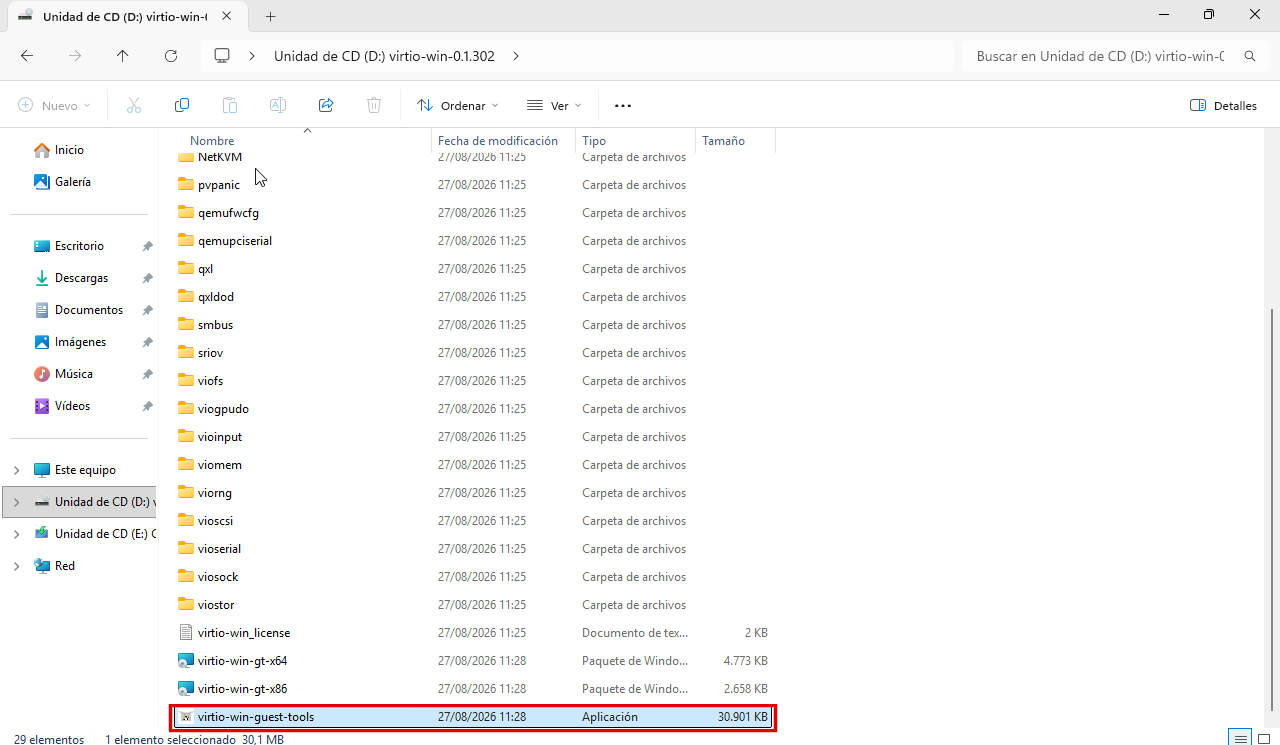 Unidad de CD (D:) virtio-win-(
Unidad de CD (D:) virtio-win-0.1.302
Buscar en Unidad de CD (D:) virtio-win-0
Nuevo
Ordenar
Ver
Detalles
Inicio
Galería
Escritorio
Descargas
Documentos
Imágenes
Música
Vídeos
Este equipo
Unidad de CD (D:) v
Unidad de CD (E:) C
Red
Nombre Fecha de modificación Tipo Tamaño
NetKVM 27/08/2026 11:25 Carpeta de archivos
pvpanic 27/08/2026 11:25 Carpeta de archivos
qemufwcfg 27/08/2026 11:25 Carpeta de archivos
qemupciserial 27/08/2026 11:25 Carpeta de archivos
qxl 27/08/2026 11:25 Carpeta de archivos
qxldod 27/08/2026 11:25 Carpeta de archivos
smbus 27/08/2026 11:25 Carpeta de archivos
sriov 27/08/2026 11:25 Carpeta de archivos
viofs 27/08/2026 11:25 Carpeta de archivos
viogpudo 27/08/2026 11:25 Carpeta de archivos
vioinput 27/08/2026 11:25 Carpeta de archivos
viomem 27/08/2026 11:25 Carpeta de archivos
viorng 27/08/2026 11:25 Carpeta de archivos
vioscsi 27/08/2026 11:25 Carpeta de archivos
vioserial 27/08/2026 11:25 Carpeta de archivos
viosock 27/08/2026 11:25 Carpeta de archivos
viostor 27/08/2026 11:25 Carpeta de archivos
virtio-win_license 27/08/2026 11:25 Documento de tex... 2 KB
virtio-win-gt-x64 27/08/2026 11:28 Paquete de Windo... 4.773 KB
virtio-win-gt-x86 27/08/2026 11:28 Paquete de Windo... 2.658 KB
virtio-win-guest-tools 27/08/2026 11:28 Aplicación 30.901 KB
29 elementos 1 elemento seleccionado 30,1 MB